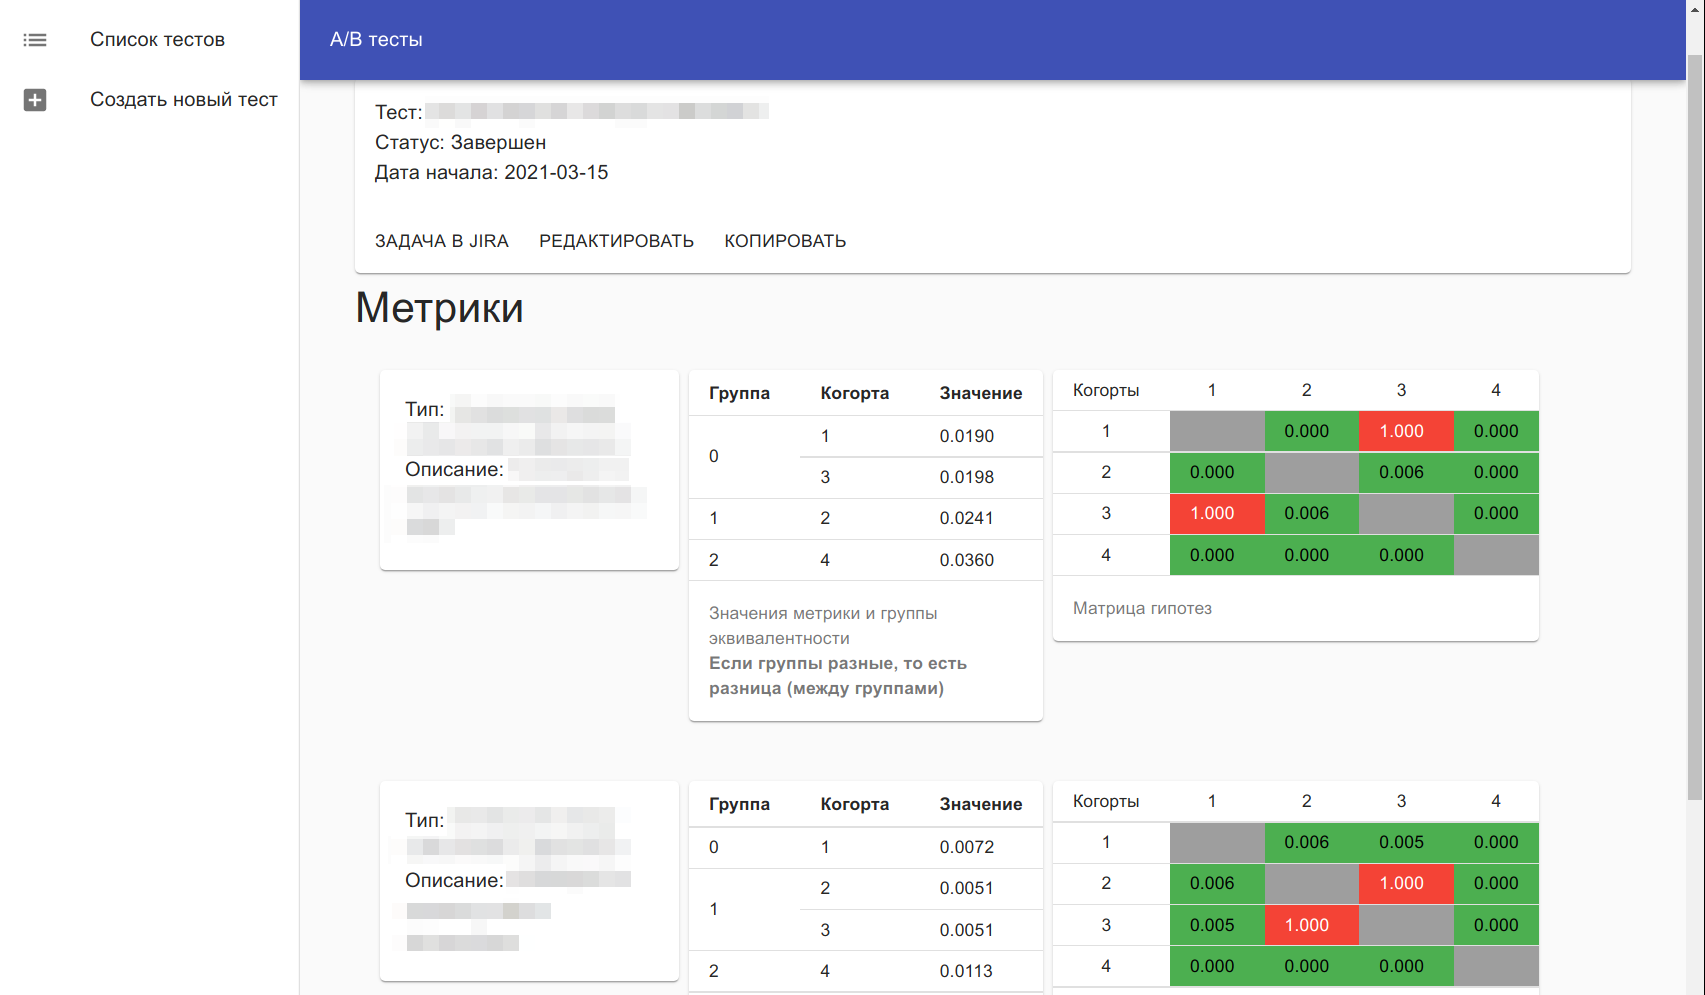 Список тестов
Создать новый тест
А/В тесты
Тест:
Статус: Завершен
Дата начала: 2021-03-15
ЗАДАЧА В JIRA РЕДАКТИРОВАТЬ КОПИРОВАТЬ
Метрики
Тип:
Описание:
Группа Когорта Значение
0 1 0.0190
3 0.0198
1 2 0.0241
2 4 0.0360
Значения метрики и группы
эквивалентности
Если группы разные, то есть
разница (между группами)
Когорты 1 2 3 4
1 0.000 1.000 0.000
2 0.000 0.006 0.000
3 1.000 0.006 0.000
4 0.000 0.000 0.000
Матрица гипотез
Тип:
Описание:
Группа Когорта Значение
0 1 0.0072
1 2 0.0051
3 0.0051
2 4 0.0113
Когорты 1 2 3 4
1 0.006 0.005 0.000
2 0.006 1.000 0.000
3 0.005 1.000 0.000
4 0.000 0.000 0.000